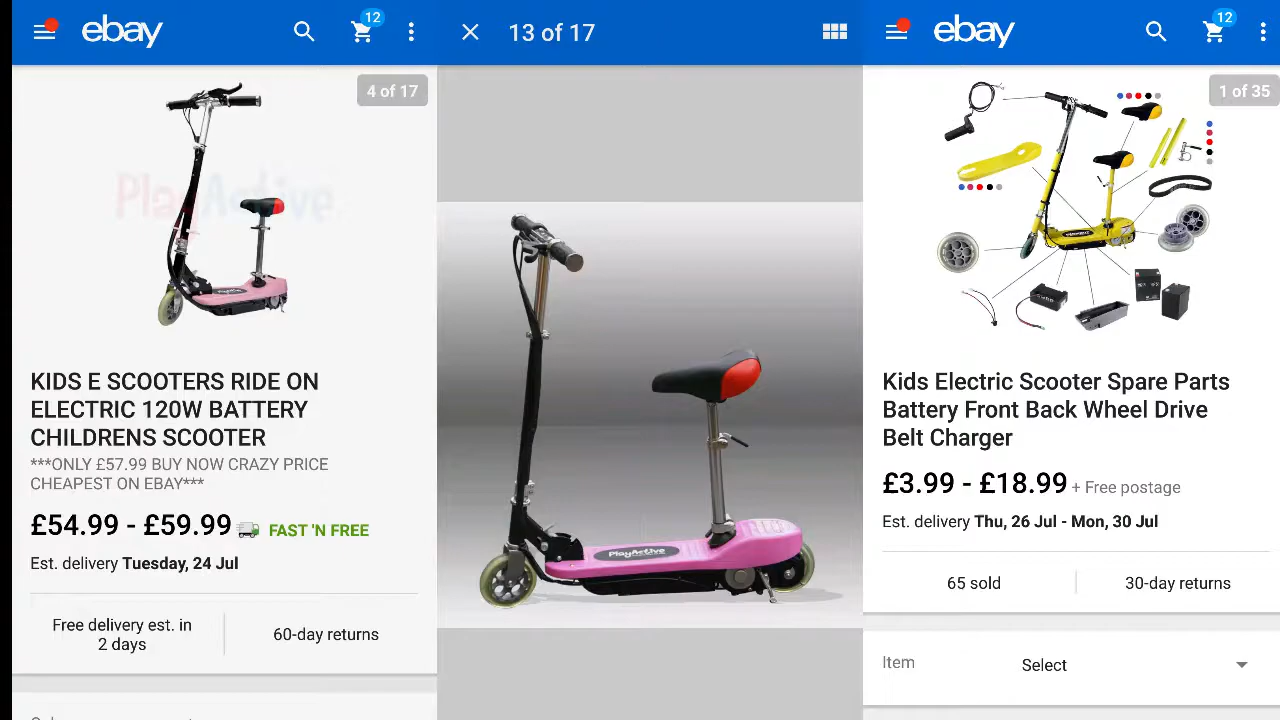 ebay
12
4 of 17
PlayActive
KIDS E SCOOTERS RIDE ON
ELECTRIC 120W BATTERY
CHILDRENS SCOOTER
***ONLY £57.99 BUY NOW CRAZY PRICE
CHEAPEST ON EBAY***
£54.99 - £59.99 FAST 'N FREE
Est. delivery Tuesday, 24 Jul
Free delivery est. in
2 days
60-day returns
13 of 17
PlayActive
ebay
12
1 of 35
Kids Electric Scooter Spare Parts
Battery Front Back Wheel Drive
Belt Charger
£3.99 - £18.99 + Free postage
Est. delivery Thu, 26 Jul - Mon, 30 Jul
65 sold
30-day returns
Item
Select